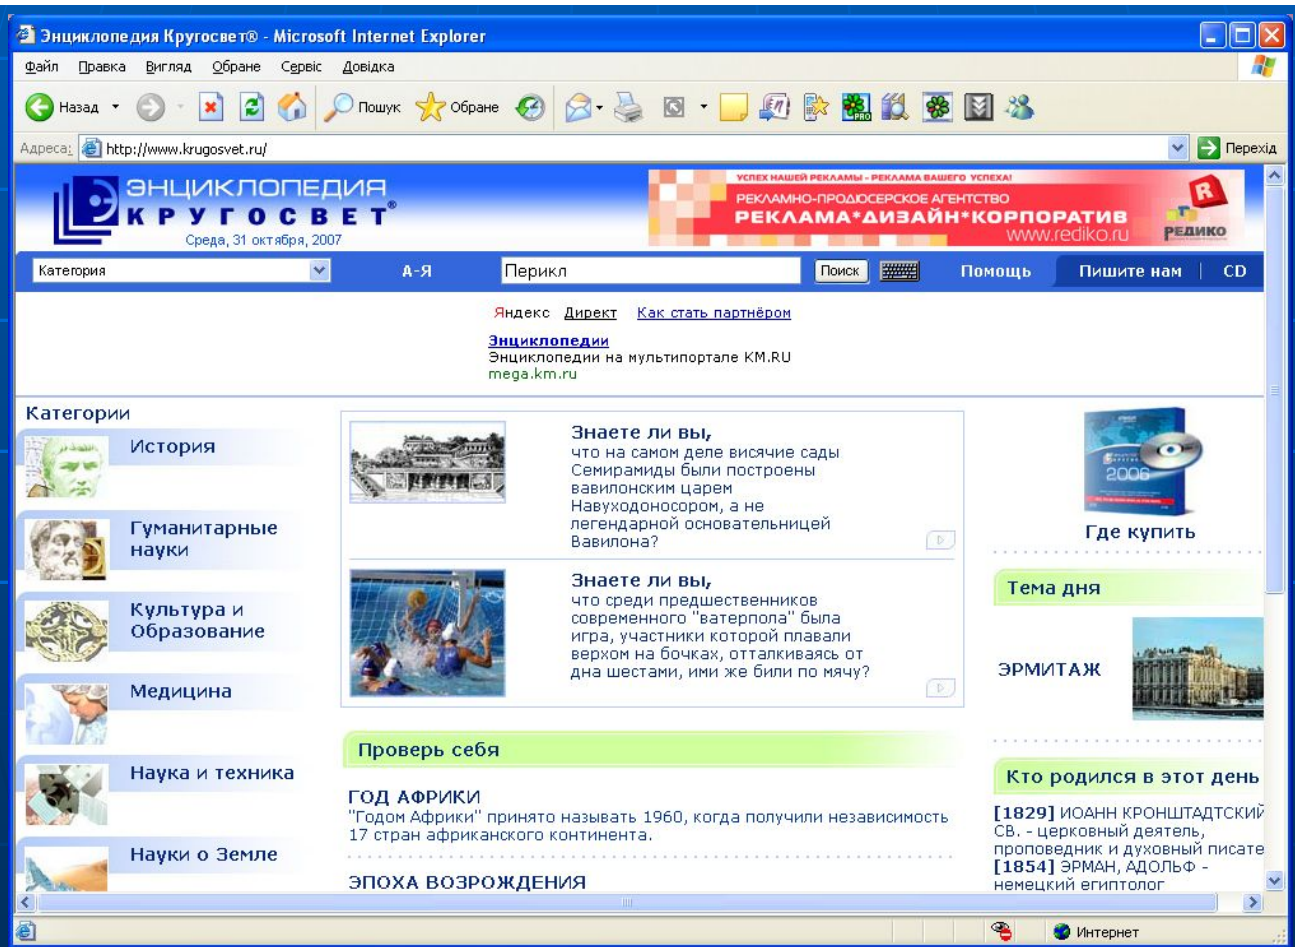 Энциклопедия Кругосвет® - Microsoft Internet Explorer
Файл Правка Вигляд Обране Сервіс Довідка
Назад Пошук Обране
Адреса: http://www.krugosvet.ru/ Перехід
ЭНЦИКЛОПЕДИЯ
КРУГОСВЕТ®
Среда, 31 октября, 2007
УСПЕХ НАШЕЙ РЕКЛАМЫ - РЕКЛАМА ВАШЕГО УСПЕХА!
РЕКЛАМНО-ПРОДЮСЕРСКОЕ АГЕНТСТВО
РЕКЛАМА*ДИЗАЙН*КОРПОРАТИВ
www.rediko.ru
РЕДИКО
Категория А-Я Перикл Поиск Помощь Пишите нам | CD
Яндекс Директ Как стать партнёром
Энциклопедии
Энциклопедии на мультипортале KM.RU
mega.km.ru
Категории
История
Гуманитарные
науки
Культура и
Образование
Медицина
Наука и техника
Науки о Земле
Знаете ли вы,
что на самом деле висячие сады
Семирамиды были построены
вавилонским царем
Навуходоносором, а не
легендарной основательницей
Вавилона?
Знаете ли вы,
что среди предшественников
современного "ватерпола" была
игра, участники которой плавали
верхом на бочках, отталкиваясь от
дна шестами, ими же били по мячу?
Проверь себя
ГОД АФРИКИ
"Годом Африки" принято называть 1960, когда получили независимость
17 стран африканского континента.
ЭПОХА ВОЗРОЖДЕНИЯ
2006
Где купить
Тема дня
ЭРМИТАЖ
Кто родился в этот день
[1829] ИОАНН КРОНШТАДТСКИЙ
СВ. - церковный деятель,
проповедник и духовный писате
[1854] ЭРМАН, АДОЛЬФ -
немецкий египтолог
Интернет